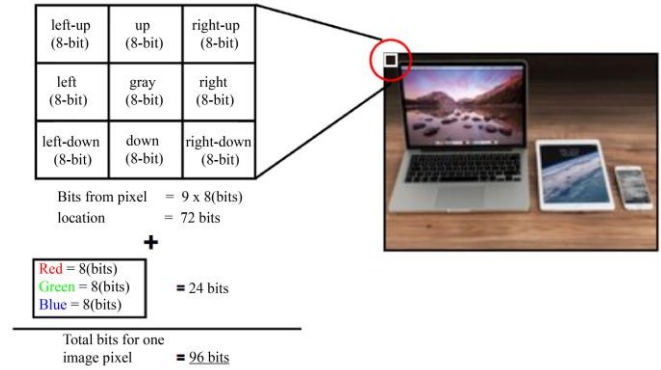 left-up up right-up
(8-bit) (8-bit) (8-bit)
left gray right
(8-bit) (8-bit) (8-bit)
left-down down right-down
(8-bit) (8-bit) (8-bit)
Bits from pixel = 9 x 8(bits)
location = 72 bits
+
Red = 8(bits)
Green = 8(bits) = 24 bits
Blue = 8(bits)
Total bits for one
image pixel = 96 bits